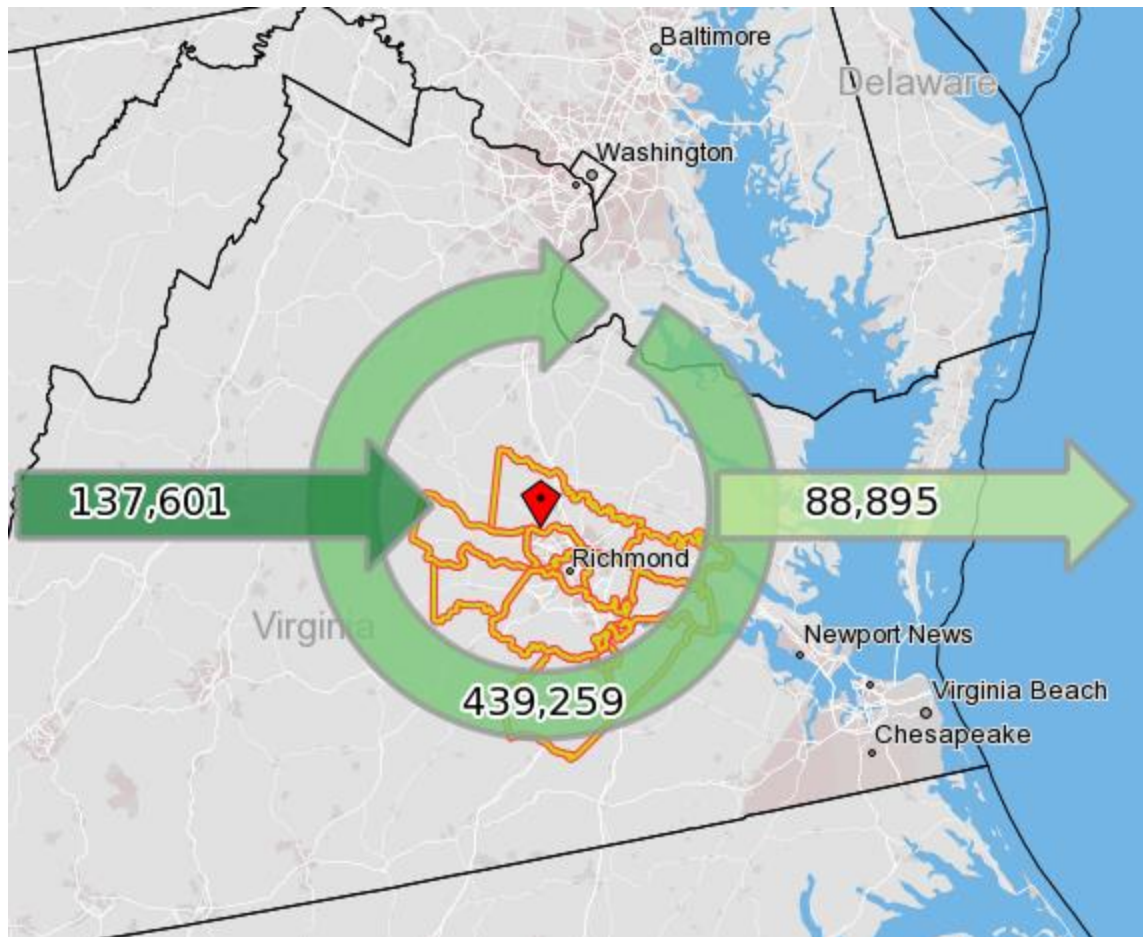 Baltimore
Delaware
Washington
137,601
88,895
Richmond
Virginia
Newport News
439,259
Virginia Beach
Chesapeake